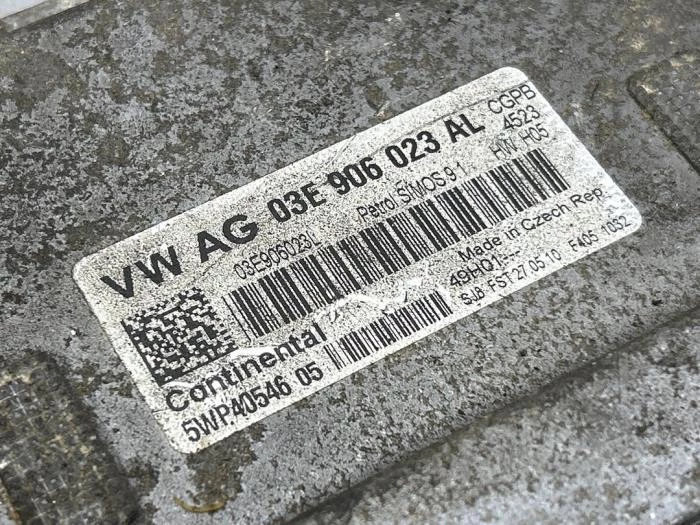 VW AG 03E 906 023 AL CGPB
4523
03E906023L Petrol SIMOS 9.1 HW H05
Made in Czech Rep.
Continental 49HQ1
5WP40546 05 SJB FST 27.05.10 F405 1032